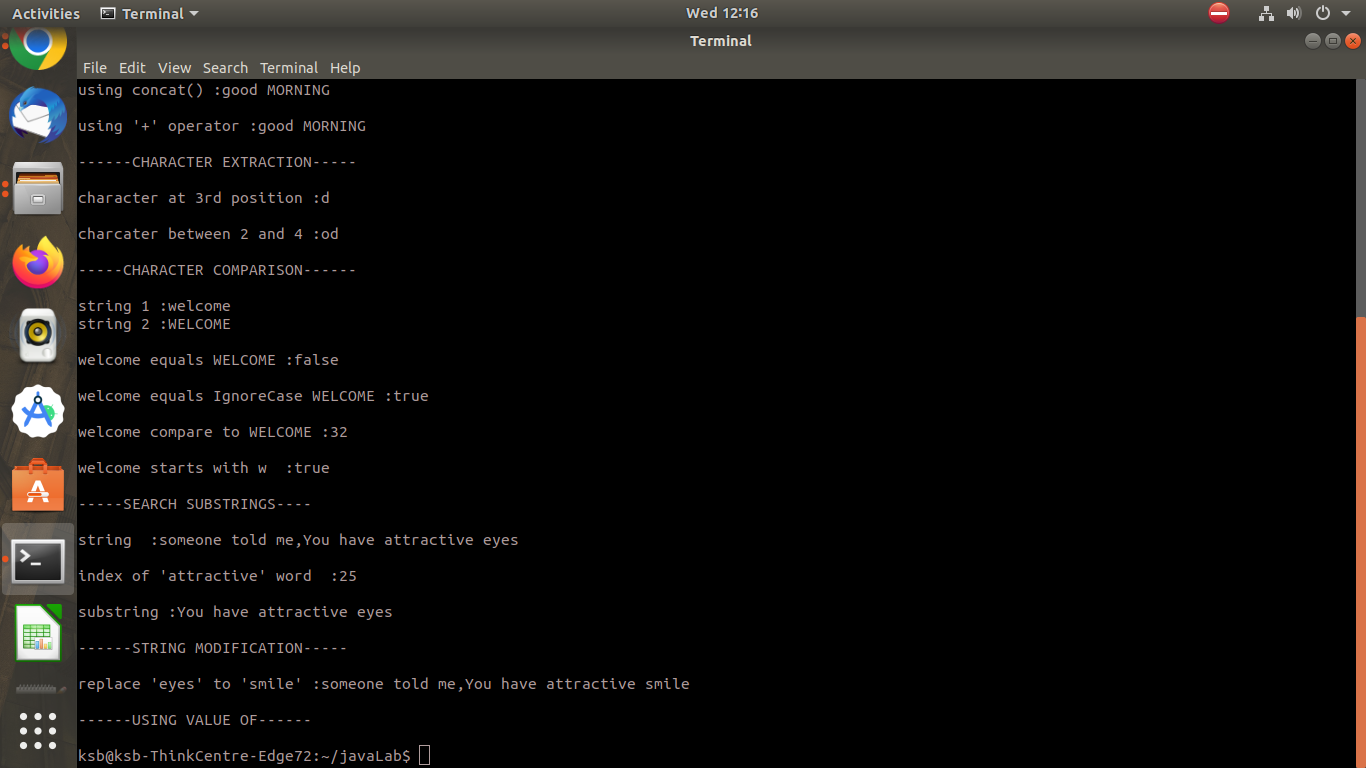 Activities Terminal Wed 12:16
Terminal
File Edit View Search Terminal Help
using concat() :good MORNING
using '+' operator :good MORNING
------CHARACTER EXTRACTION-----
character at 3rd position :d
charcater between 2 and 4 :od
-----CHARACTER COMPARISON------
string 1 :welcome
string 2 :WELCOME
welcome equals WELCOME :false
welcome equals IgnoreCase WELCOME :true
welcome compare to WELCOME :32
welcome starts with w  :true
-----SEARCH SUBSTRINGS----
string  :someone told me,You have attractive eyes
index of 'attractive' word  :25
substring :You have attractive eyes
------STRING MODIFICATION-----
replace 'eyes' to 'smile' :someone told me,You have attractive smile
------USING VALUE OF------
ksb@ksb-ThinkCentre-Edge72:~/javaLab$